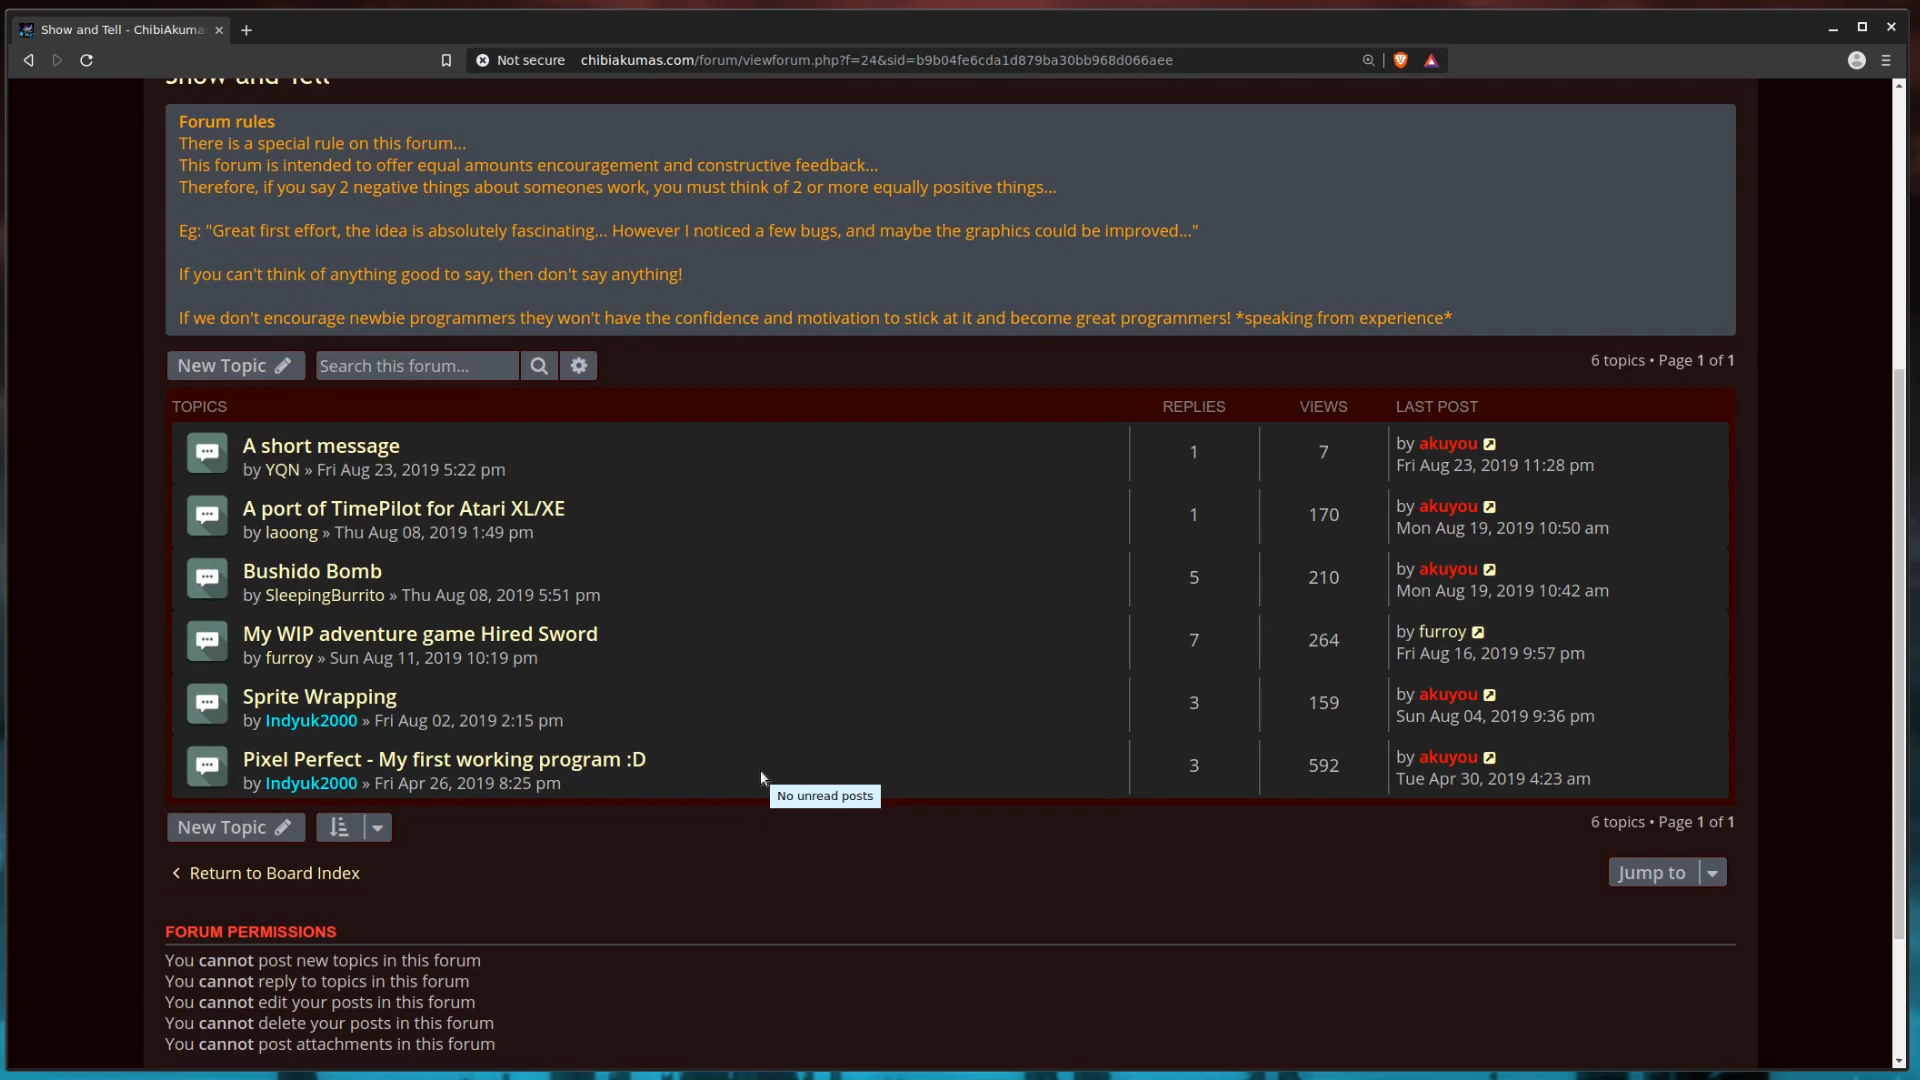 Show and Tell - ChibiAkuma
Not secure chibiakumas.com/forum/viewforum.php?f=24&sid=b9b04fe6cda1d879ba30bb968d066aee
Show and Tell
Forum rules
There is a special rule on this forum...
This forum is intended to offer equal amounts encouragement and constructive feedback...
Therefore, if you say 2 negative things about someones work, you must think of 2 or more equally positive things...
Eg: "Great first effort, the idea is absolutely fascinating... However I noticed a few bugs, and maybe the graphics could be improved..."
If you can't think of anything good to say, then don't say anything!
If we don't encourage newbie programmers they won't have the confidence and motivation to stick at it and become great programmers! *speaking from experience*
New Topic Search this forum... 6 topics • Page 1 of 1
TOPICS REPLIES VIEWS LAST POST
A short message 1 7 by akuyou
by YQN » Fri Aug 23, 2019 5:22 pm Fri Aug 23, 2019 11:28 pm
A port of TimePilot for Atari XL/XE 1 170 by akuyou
by laoong » Thu Aug 08, 2019 1:49 pm Mon Aug 19, 2019 10:50 am
Bushido Bomb 5 210 by akuyou
by SleepingBurrito » Thu Aug 08, 2019 5:51 pm Mon Aug 19, 2019 10:42 am
My WIP adventure game Hired Sword 7 264 by furroy
by furroy » Sun Aug 11, 2019 10:19 pm Fri Aug 16, 2019 9:57 pm
Sprite Wrapping 3 159 by akuyou
by Indyuk2000 » Fri Aug 02, 2019 2:15 pm Sun Aug 04, 2019 9:36 pm
Pixel Perfect - My first working program :D 3 592 by akuyou
by Indyuk2000 » Fri Apr 26, 2019 8:25 pm Tue Apr 30, 2019 4:23 am
No unread posts
New Topic 6 topics • Page 1 of 1
Return to Board Index Jump to
FORUM PERMISSIONS
You cannot post new topics in this forum
You cannot reply to topics in this forum
You cannot edit your posts in this forum
You cannot delete your posts in this forum
You cannot post attachments in this forum